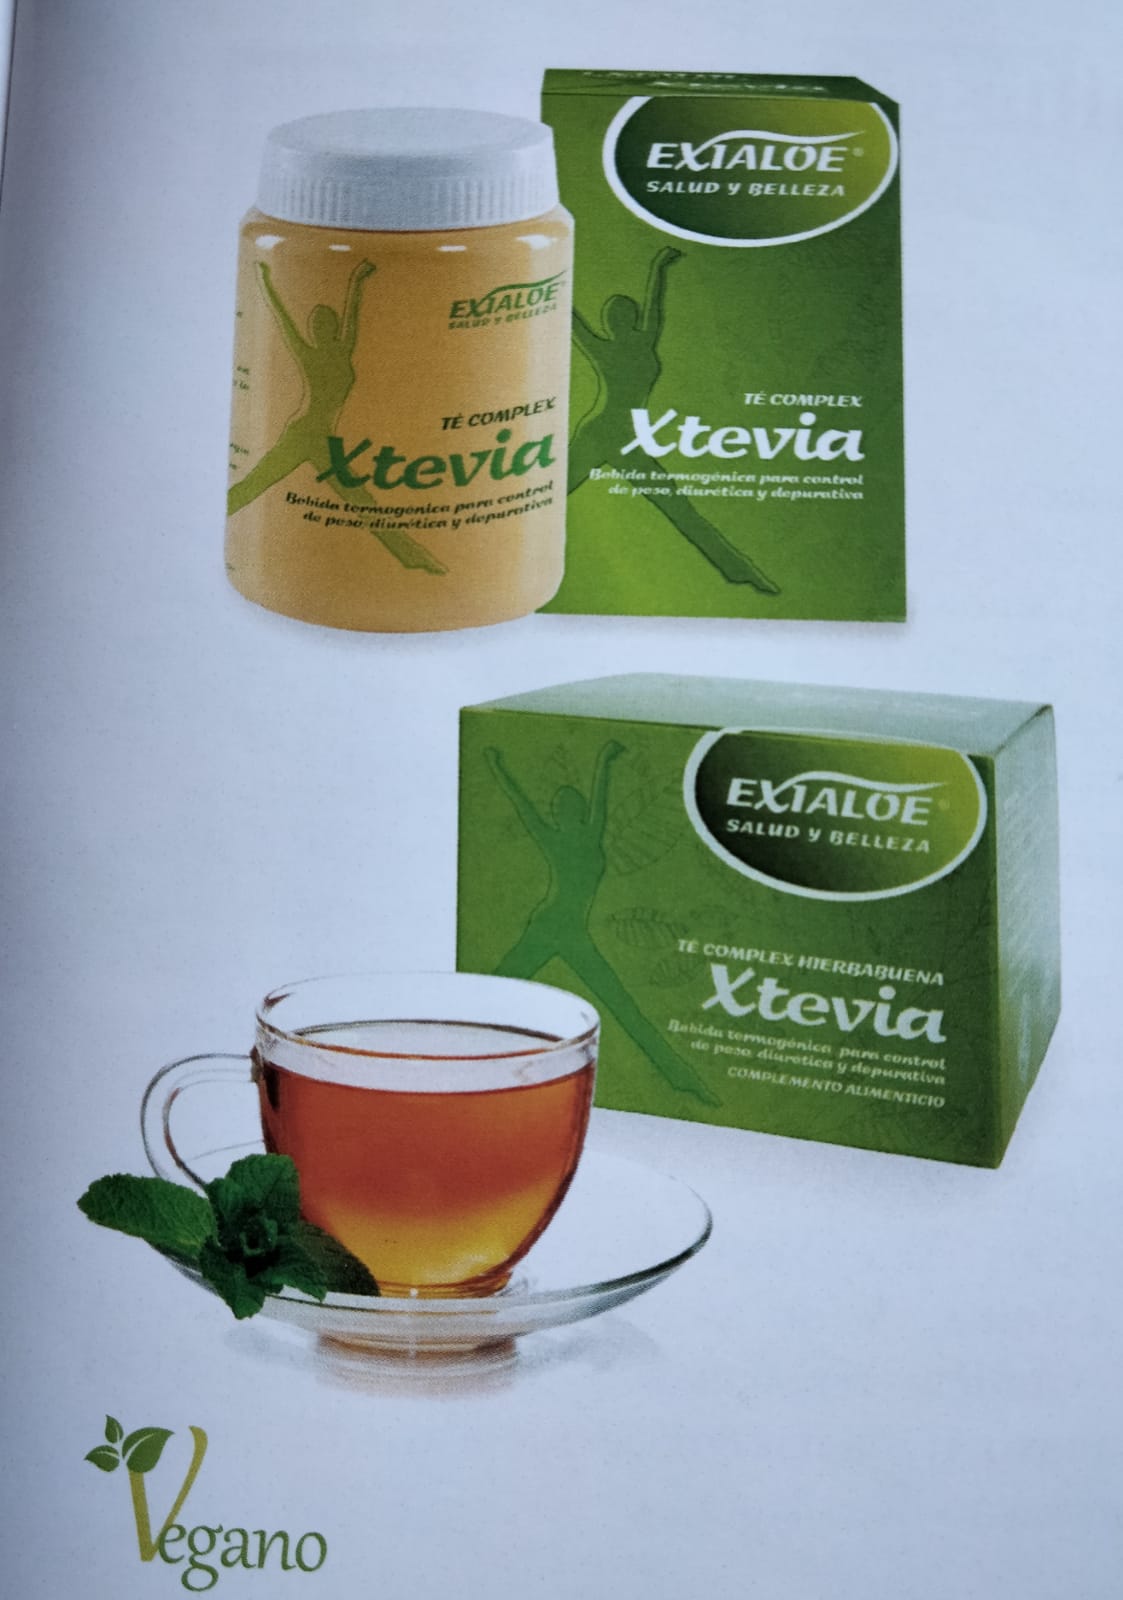 EXIALOE®
SALUD Y BELLEZA
TÉ COMPLEX
Xtevia
Bebida termogénica para control
de peso, diurética y depurativa
EXIALOE®
SALUD Y BELLEZA
TÉ COMPLEX
Xtevia
Bebida termogénica para control
de peso, diurética y depurativa
EXIALOE®
SALUD Y BELLEZA
TÉ COMPLEX HIERBABUENA
Xtevia
Bebida termogénica para control
de peso, diurética y depurativa
COMPLEMENTO ALIMENTICIO
Vegano